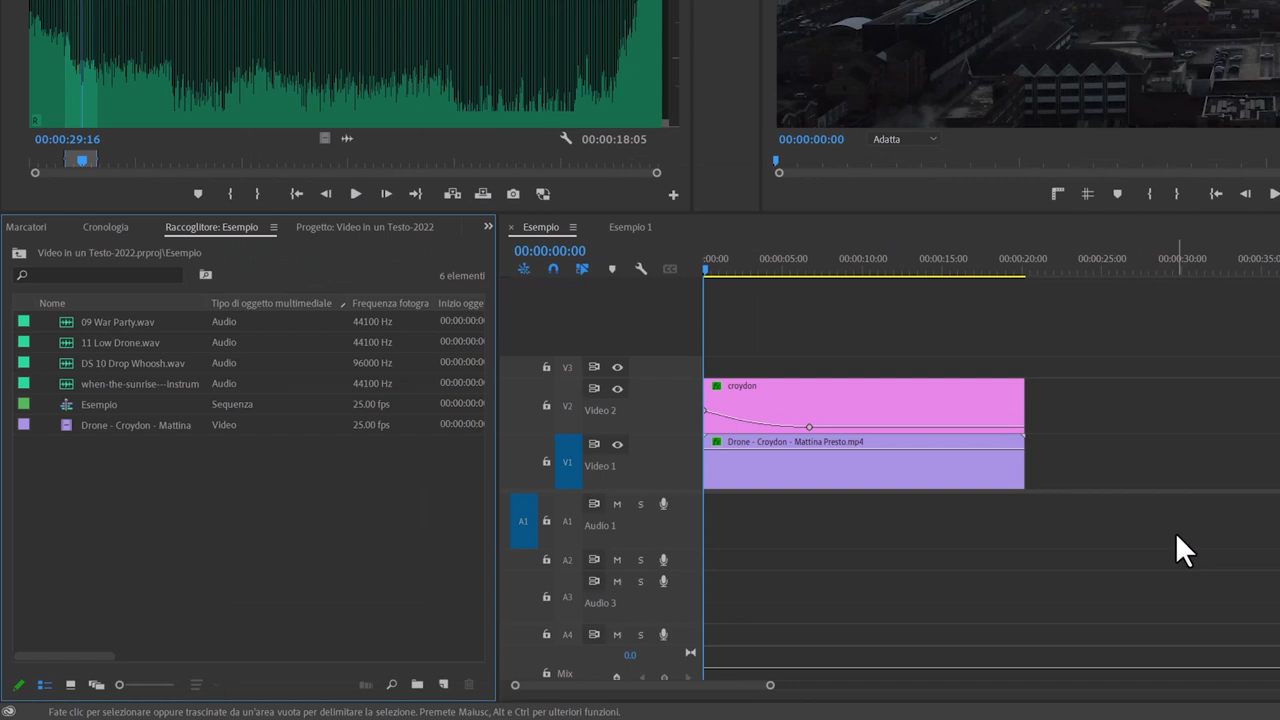 R
00:00:29:16
00:00:18:05
00:00:00:00
Adatta
Marcatori
Cronologia
Raccoglitore: Esempio
Progetto: Video in un Testo-2022
Video in un Testo-2022.prproj\Esempio
6 elementi
Nome
Tipo di oggetto multimediale
Frequenza fotogra
Inizio ogge
09 War Party.wav
Audio
44100 Hz
00:00:00:0
11 Low Drone.wav
Audio
44100 Hz
00:00:00:0
DS 10 Drop Whoosh.wav
Audio
96000 Hz
00:00:00:0
when-the-sunrise---instrum
Audio
44100 Hz
00:00:00:0
Esempio
Sequenza
25.00 fps
00:00:00:0
Drone - Croydon - Mattina
Video
25.00 fps
00:00:00:0
Esempio
Esempio 1
00:00:00:00
:00:00
00:00:05:00
00:00:10:00
00:00:15:00
00:00:20:00
00:00:25:00
00:00:30:00
00:00:35:0
V3
croydon
V2
Video 2
fx
Drone - Croydon - Mattina Presto.mp4
V1
Video 1
A1
A1
M
S
Audio 1
A2
M
S
M
S
A3
Audio 3
A4
M
S
0.0
Mix
Fate clic per selezionare oppure trascinate da un'area vuota per delimitare la selezione. Premete Maiusc, Alt e Ctrl per ulteriori funzioni.